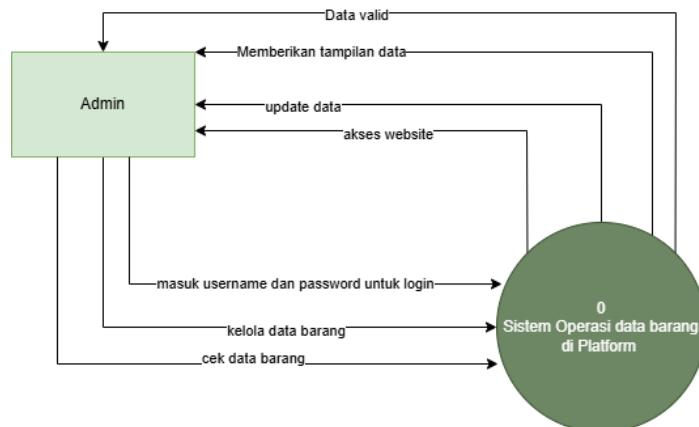 Data valid
Memberikan tampilan data
Admin
update data
akses website
masuk username dan password untuk login
0
Sistem Operasi data barang
di Platform
kelola data barang
cek data barang